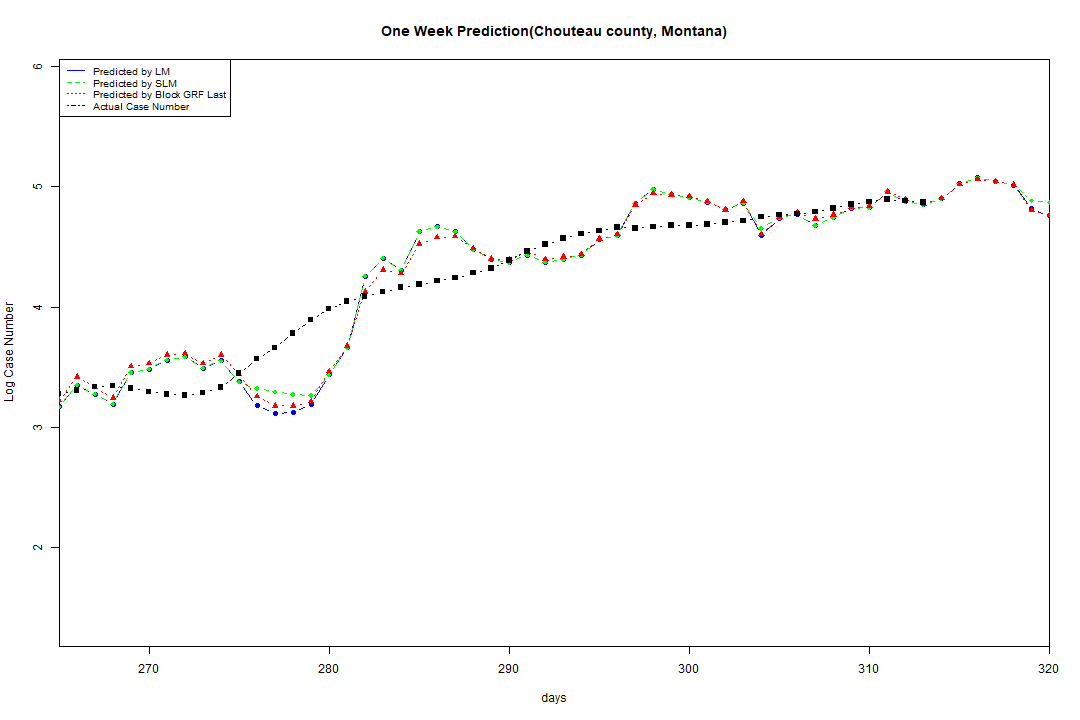 One Week Prediction(Chouteau county, Montana)
Predicted by LM
Predicted by SLM
Predicted by Block GRF Last
Actual Case Number
6
5
4
3
2
Log Case Number
270 280 290 300 310 320
days